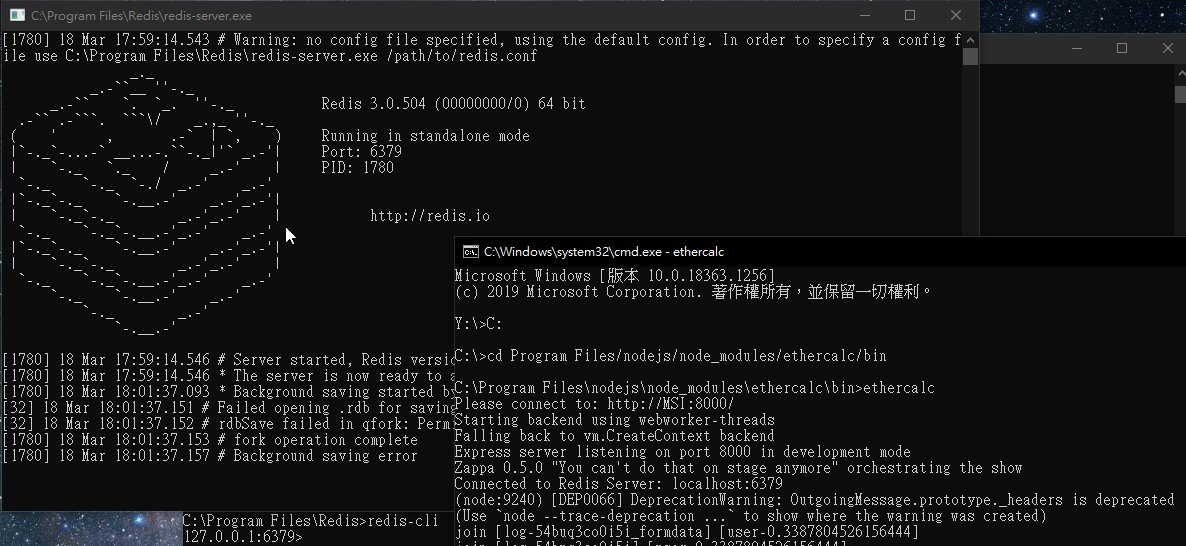 C:\Program Files\Redis\redis-server.exe
[1780] 18 Mar 17:59:14.543 # Warning: no config file specified, using the default config. In order to specify a config f
ile use C:\Program Files\Redis\redis-server.exe /path/to/redis.conf
Redis 3.0.504 (00000000/0) 64 bit
Running in standalone mode
Port: 6379
PID: 1780
http://redis.io
[1780] 18 Mar 17:59:14.546 # Server started, Redis versi
[1780] 18 Mar 17:59:14.546 * The server is now ready to
[1780] 18 Mar 18:01:37.093 * Background saving started by
[32] 18 Mar 18:01:37.151 # Failed opening .rdb for saving
[32] 18 Mar 18:01:37.152 # rdbSave failed in qfork: Perm
[1780] 18 Mar 18:01:37.153 # fork operation complete
[1780] 18 Mar 18:01:37.157 # Background saving error
C:\Windows\system32\cmd.exe - ethercalc
Microsoft Windows [版本 10.0.18363.1256]
(c) 2019 Microsoft Corporation. 著作權所有，並保留一切權利。
Y:\>C:
C:\>cd Program Files/nodejs/node_modules/ethercalc/bin
C:\Program Files\nodejs\node_modules\ethercalc\bin>ethercalc
Please connect to: http://MSI:8000/
Starting backend using webworker-threads
Falling back to vm.CreateContext backend
Express server listening on port 8000 in development mode
Zappa 0.5.0 "You can't do that on stage anymore" orchestrating the show
Connected to Redis Server: localhost:6379
(node:9240) [DEP0066] DeprecationWarning: OutgoingMessage.prototype._headers is deprecated
(Use `node --trace-deprecation ...` to show where the warning was created)
join [log-54buq3co0i5i_formdata] [user-0.3387804526156444]
C:\Program Files\Redis>redis-cli
127.0.0.1:6379>